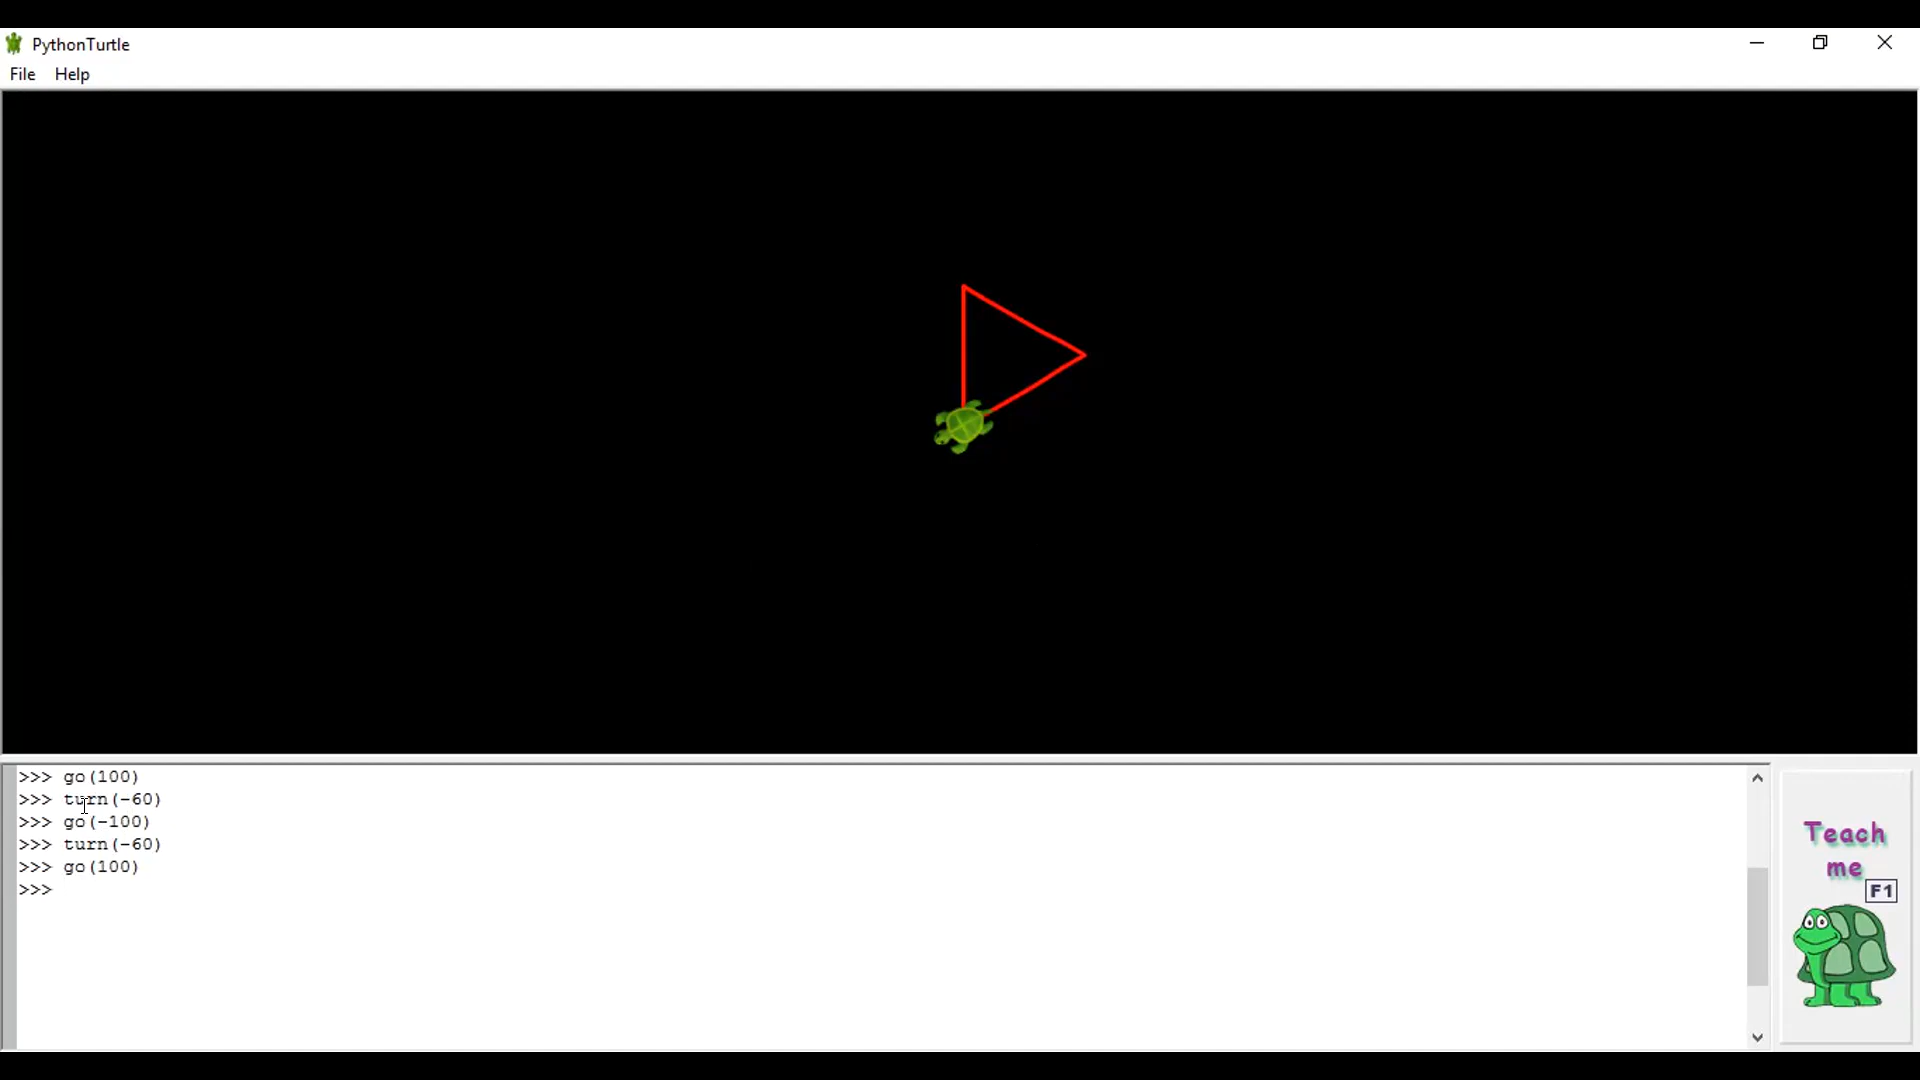 PythonTurtle
File Help
>>> go(100)
>>> turn(-60)
>>> go(-100)
>>> turn(-60)
>>> go(100)
>>>
Teach
me
F1